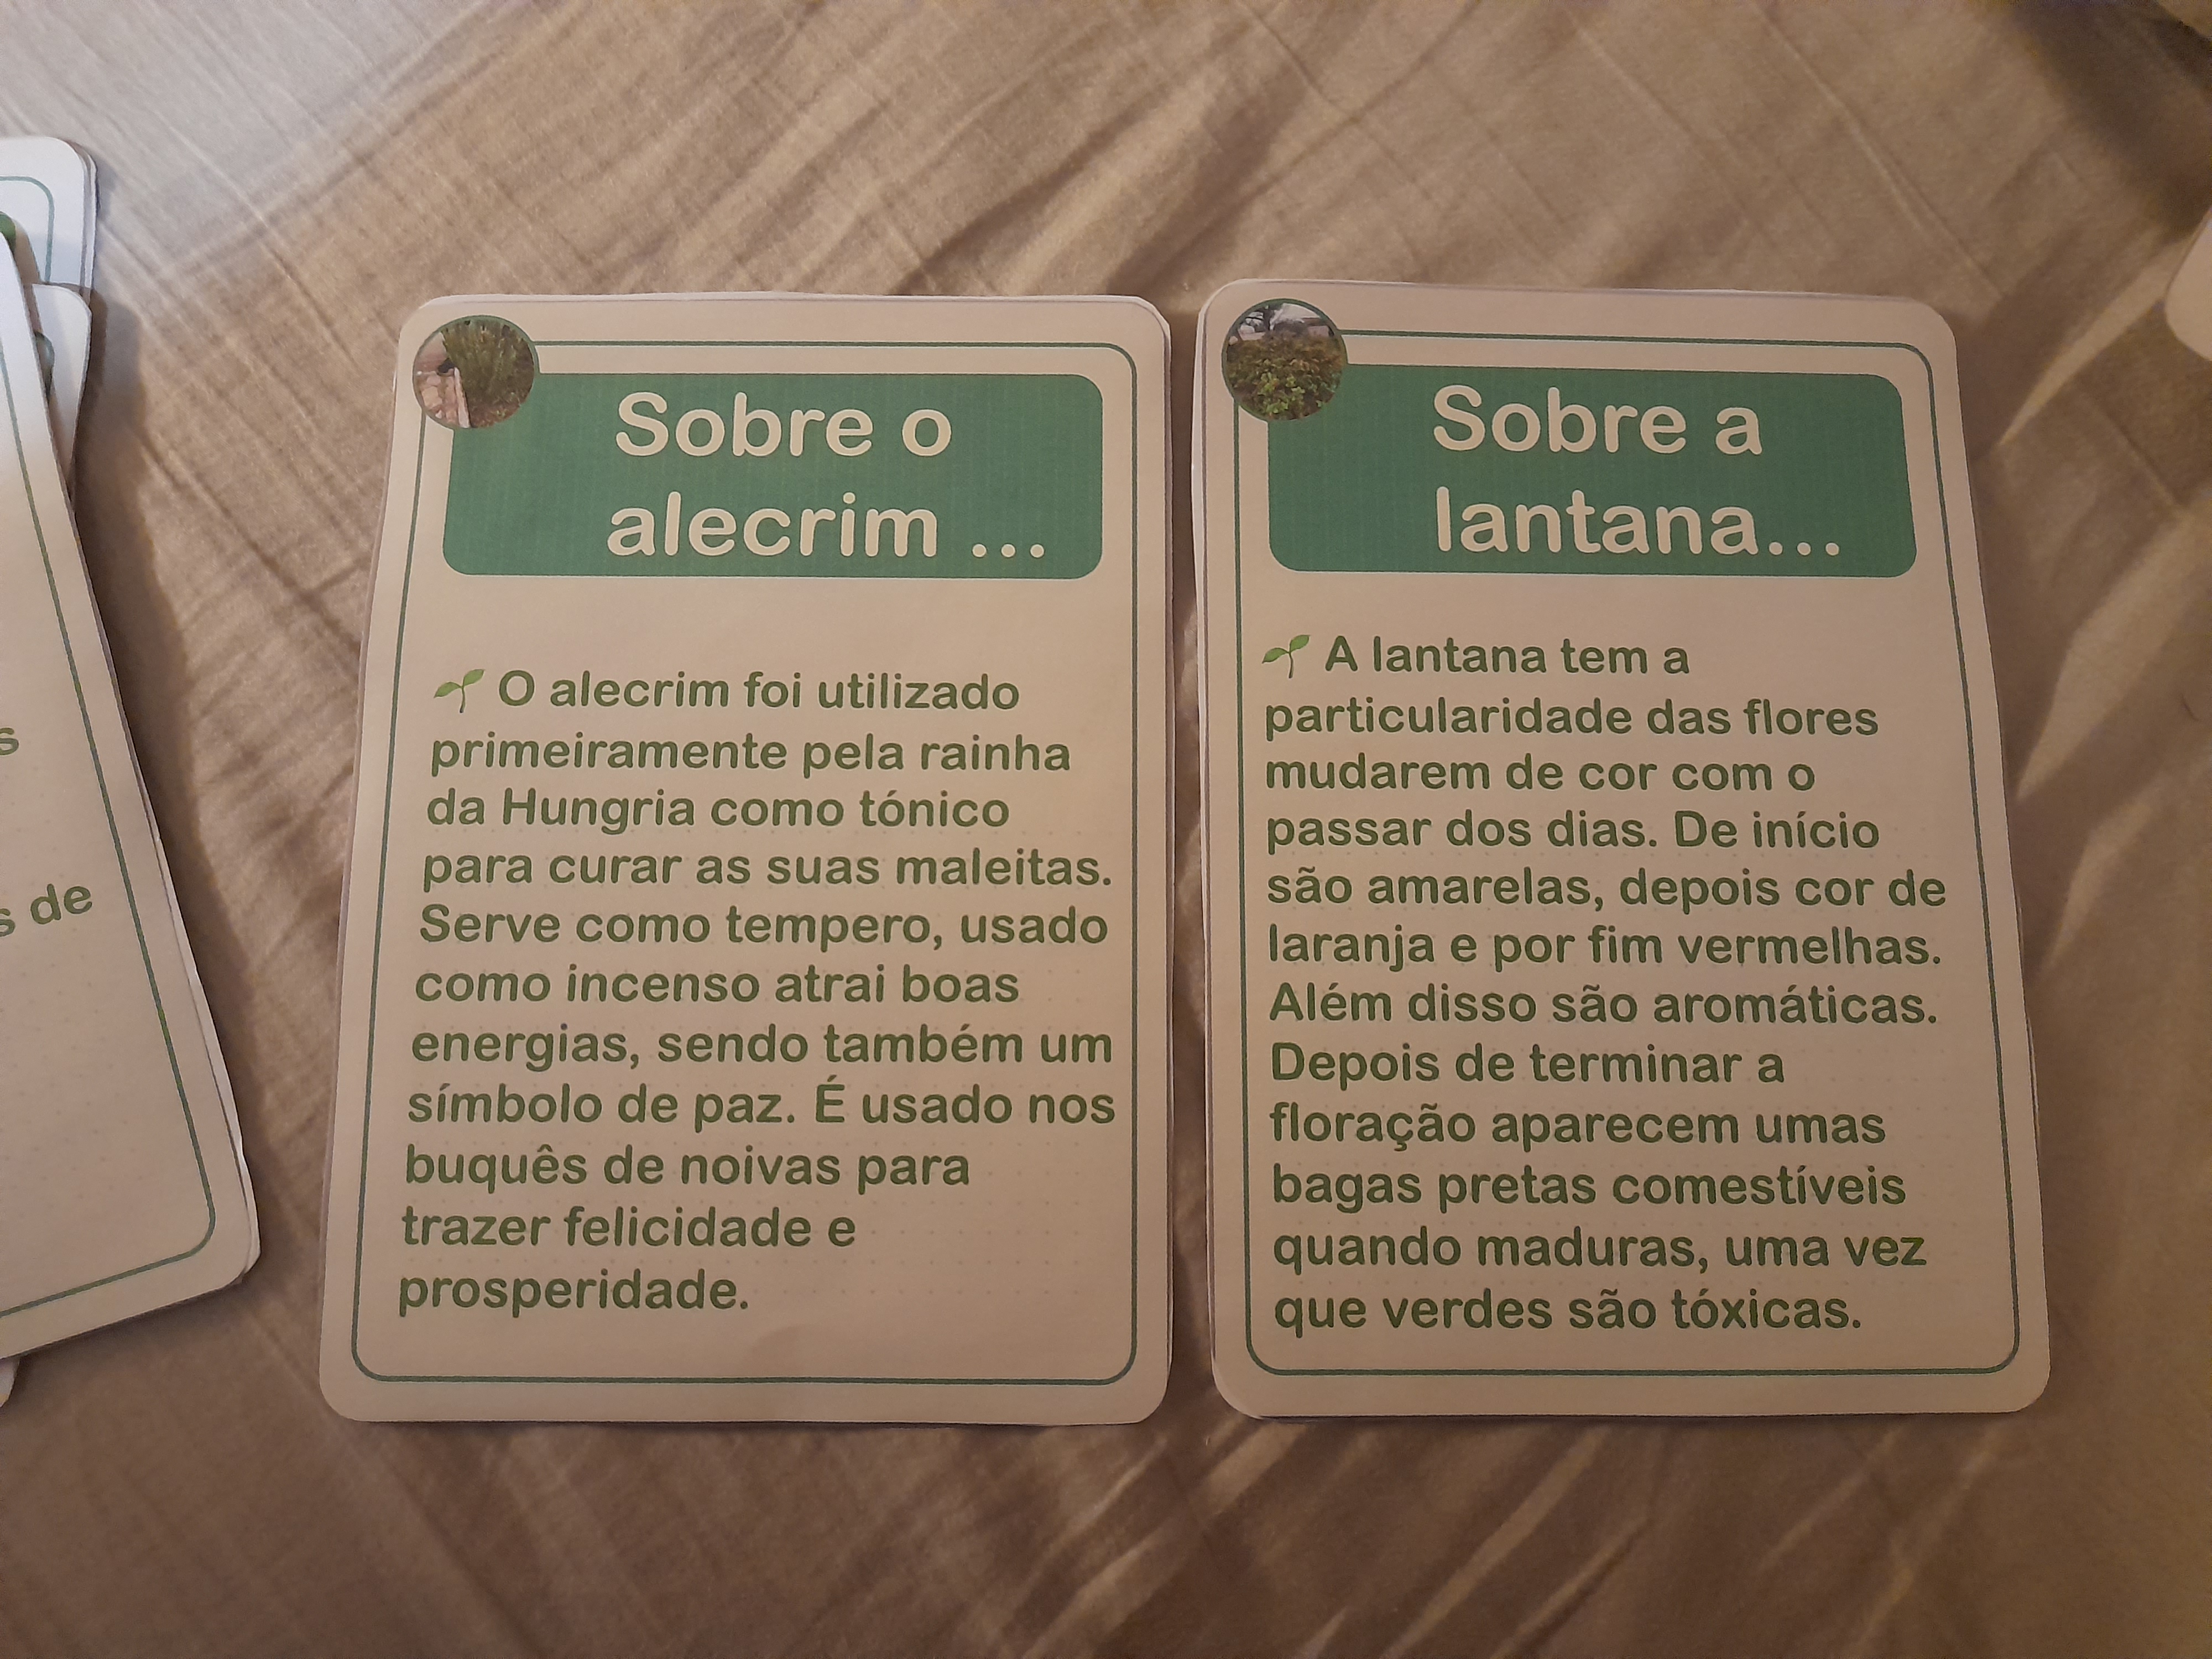 s
s de
Sobre o
alecrim ...
O alecrim foi utilizado
primeiramente pela rainha
da Hungria como tónico
para curar as suas maleitas.
Serve como tempero, usado
como incenso atrai boas
energias, sendo também um
símbolo de paz. É usado nos
buquês de noivas para
trazer felicidade e
prosperidade.
Sobre a
lantana...
A lantana tem a
particularidade das flores
mudarem de cor com o
passar dos dias. De início
são amarelas, depois cor de
laranja e por fim vermelhas.
Além disso são aromáticas.
Depois de terminar a
floração aparecem umas
bagas pretas comestíveis
quando maduras, uma vez
que verdes são tóxicas.